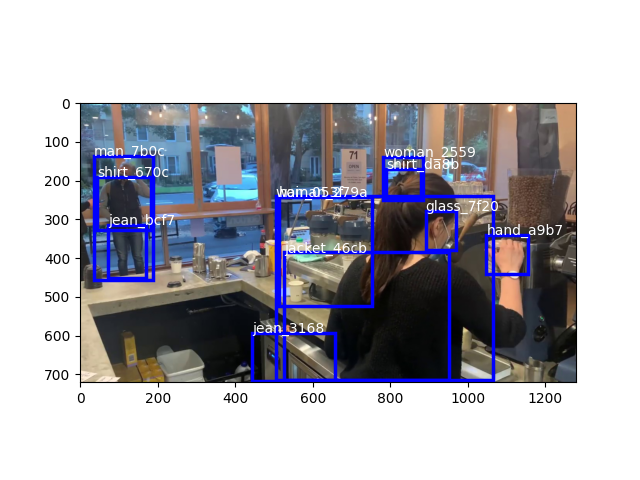 0
100
200
300
400
500
600
700
0
200
400
600
800
1000
1200
man_7b0c
woman_2559
71
shirt_da8b
shirt_670c
glass_7f20
jean_bcf7
hand_a9b7
jacket_46cb
jean_3168